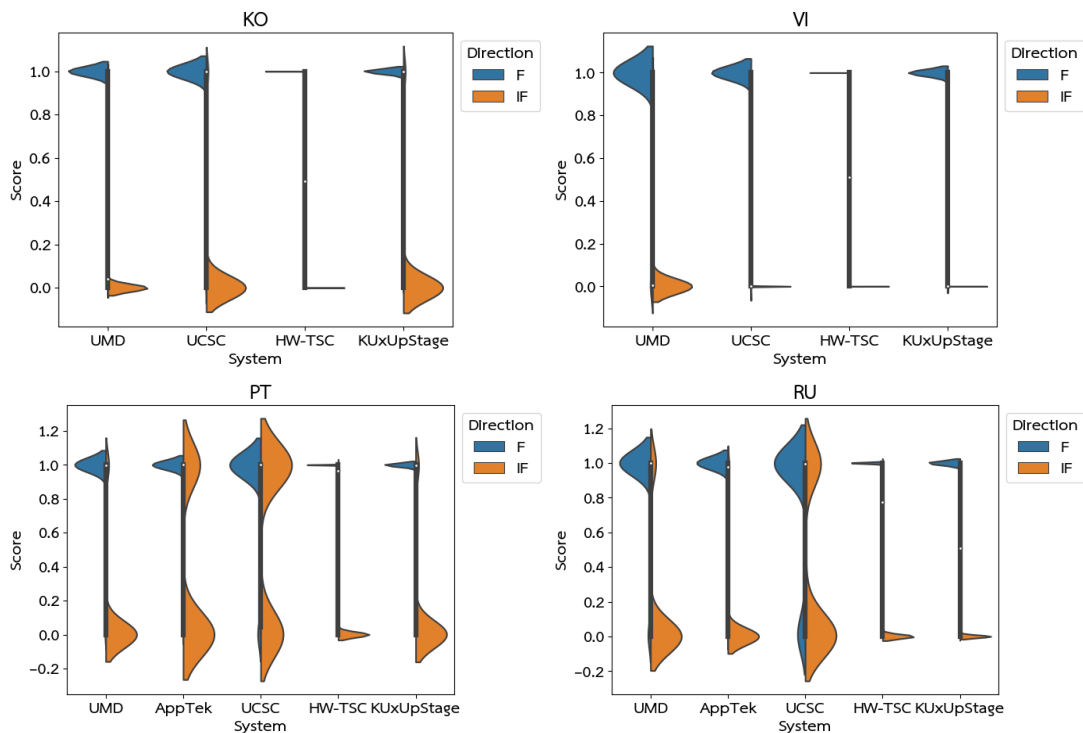 KO
Direction
F
IF
1.0
0.8
0.6
0.4
0.2
0.0
Score
UMD UCSC HW-TSC KUxUpStage
System
VI
Direction
F
IF
1.0
0.8
0.6
0.4
0.2
0.0
Score
UMD UCSC HW-TSC KUxUpStage
System
PT
Direction
F
IF
1.2
1.0
0.8
0.6
0.4
0.2
0.0
−0.2
Score
UMD AppTek UCSC HW-TSC KUxUpStage
System
RU
Direction
F
IF
1.2
1.0
0.8
0.6
0.4
0.2
0.0
−0.2
Score
UMD AppTek UCSC HW-TSC KUxUpStage
System